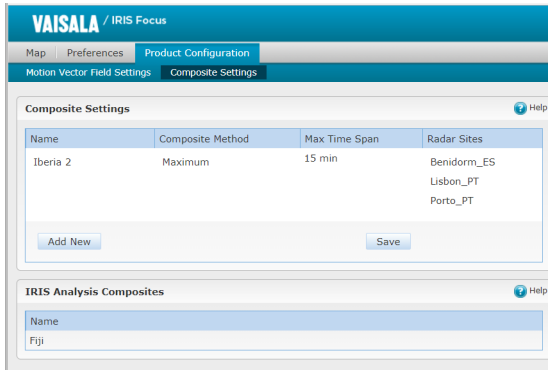 VAISALA / IRIS Focus
Map Preferences Product Configuration
Motion Vector Field Settings Composite Settings
Composite Settings ? Help
Name Composite Method Max Time Span Radar Sites
Iberia 2 Maximum 15 min Benidorm_ES
Lisbon_PT
Porto_PT
Add New Save
IRIS Analysis Composites ? Help
Name
Fiji